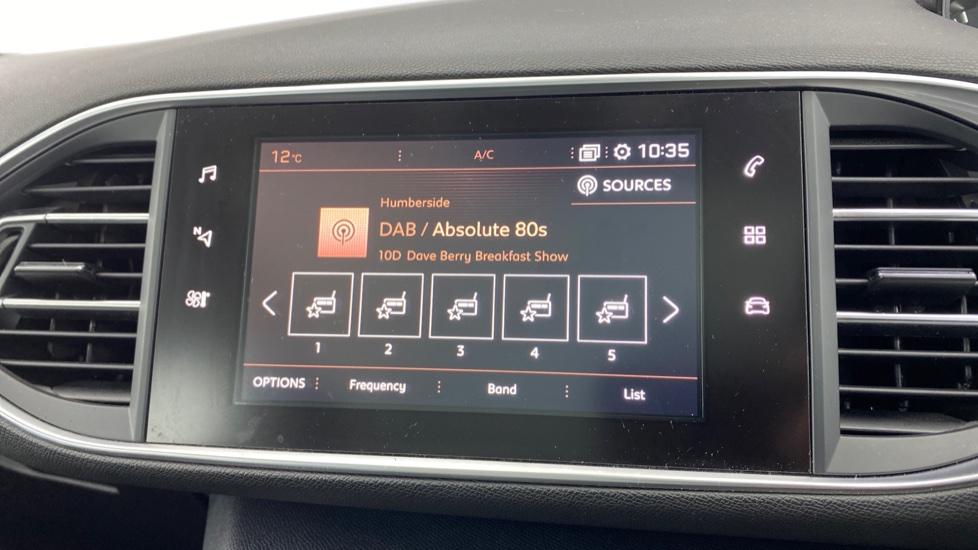 12°C A/C 10:35
SOURCES
Humberside
DAB / Absolute 80s
10D Dave Berry Breakfast Show
1 2 3 4 5
OPTIONS Frequency Band List
N